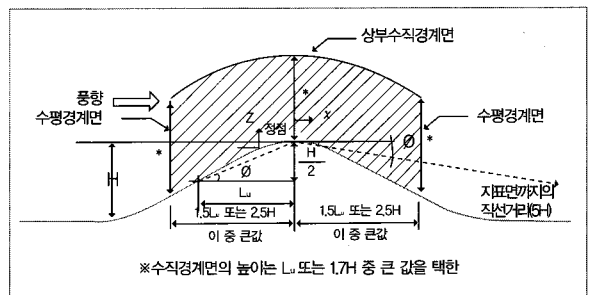 상부수직경계면
풍향
수평경계면
수평경계면
*
Z
정점
x
Ø
*
*
H
H
2
Ø
Lu
지표면까지의
직선거리(5H)
1.5Lu 또는 2.5H
1.5Lu 또는 2.5H
이 중 큰값
이 중 큰값
※수직경계면의 높이는 Lu 또는 1.7H 중 큰 값을 택한